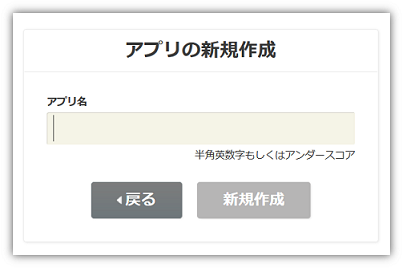 アプリの新規作成
アプリ名
半角英数字もしくはアンダースコア
戻る
新規作成